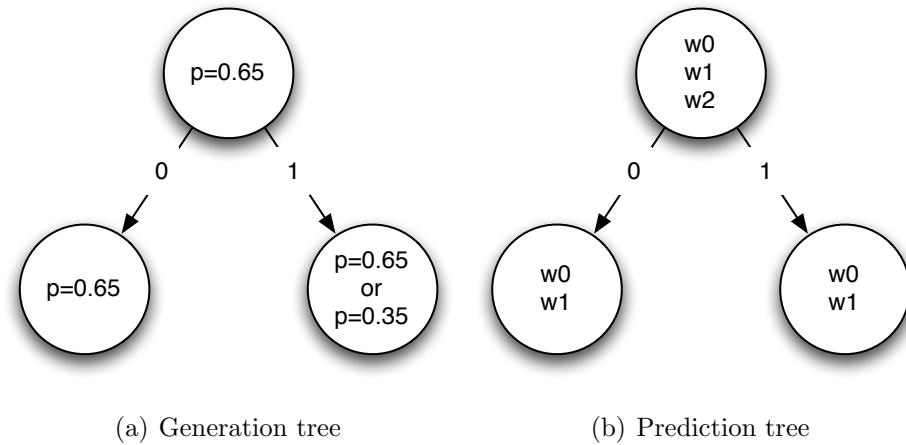 p=0.65
0
1
p=0.65
p=0.65
or
p=0.35
(a) Generation tree
w0
w1
w2
0
1
w0
w1
w0
w1
(b) Prediction tree